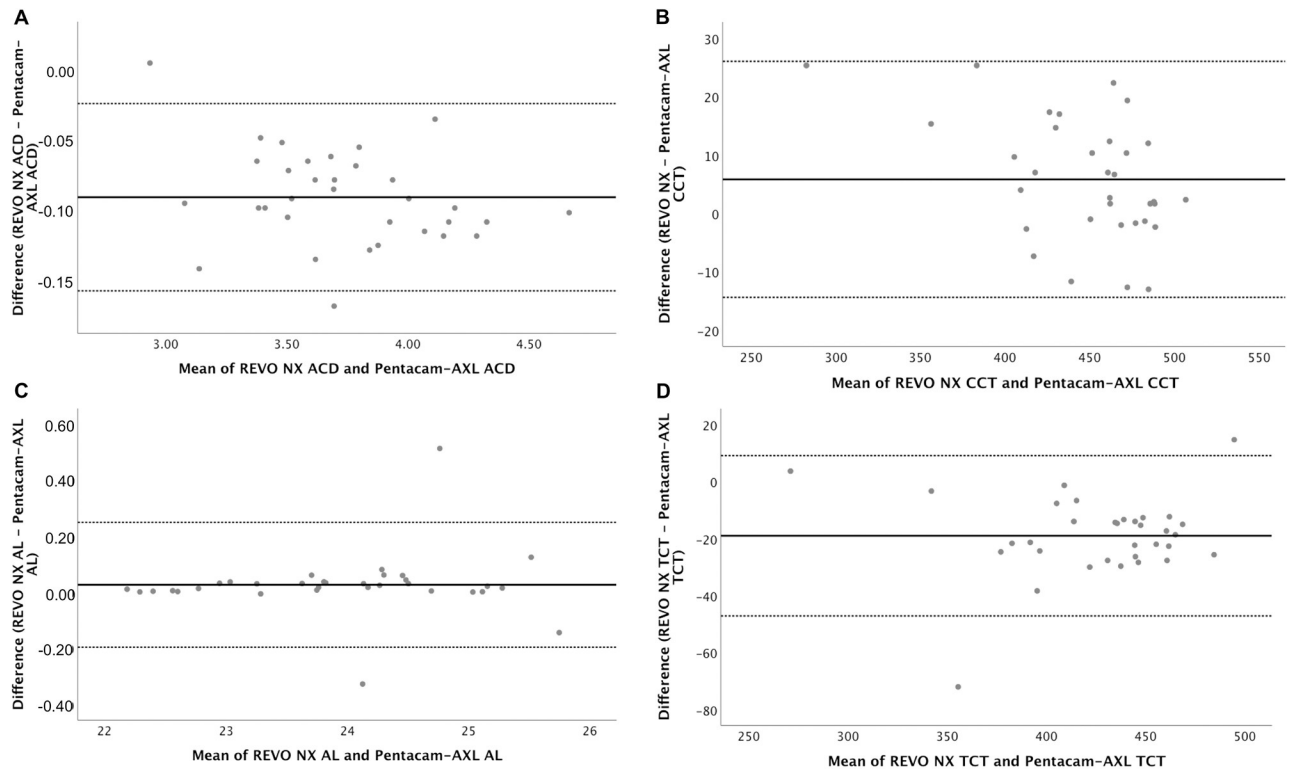 A
Difference (REVO NX ACD – Pentacam–
AXL ACD)
0.00
-0.05
-0.10
-0.15
3.00 3.50 4.00 4.50
Mean of REVO NX ACD and Pentacam–AXL ACD
B
Difference (REVO NX – Pentacam–AXL
CCT)
30
20
10
0
–10
–20
250 300 350 400 450 500 550
Mean of REVO NX CCT and Pentacam–AXL CCT
C
Difference (REVO NX AL – Pentacam–AXL
AL)
0.60
0.40
0.20
0.00
-0.20
-0.40
22 23 24 25 26
Mean of REVO NX AL and Pentacam–AXL AL
D
Difference (REVO NX TCT – Pentacam–AXL
TCT)
20
0
–20
–40
–60
–80
250 300 350 400 450 500
Mean of REVO NX TCT and Pentacam–AXL TCT